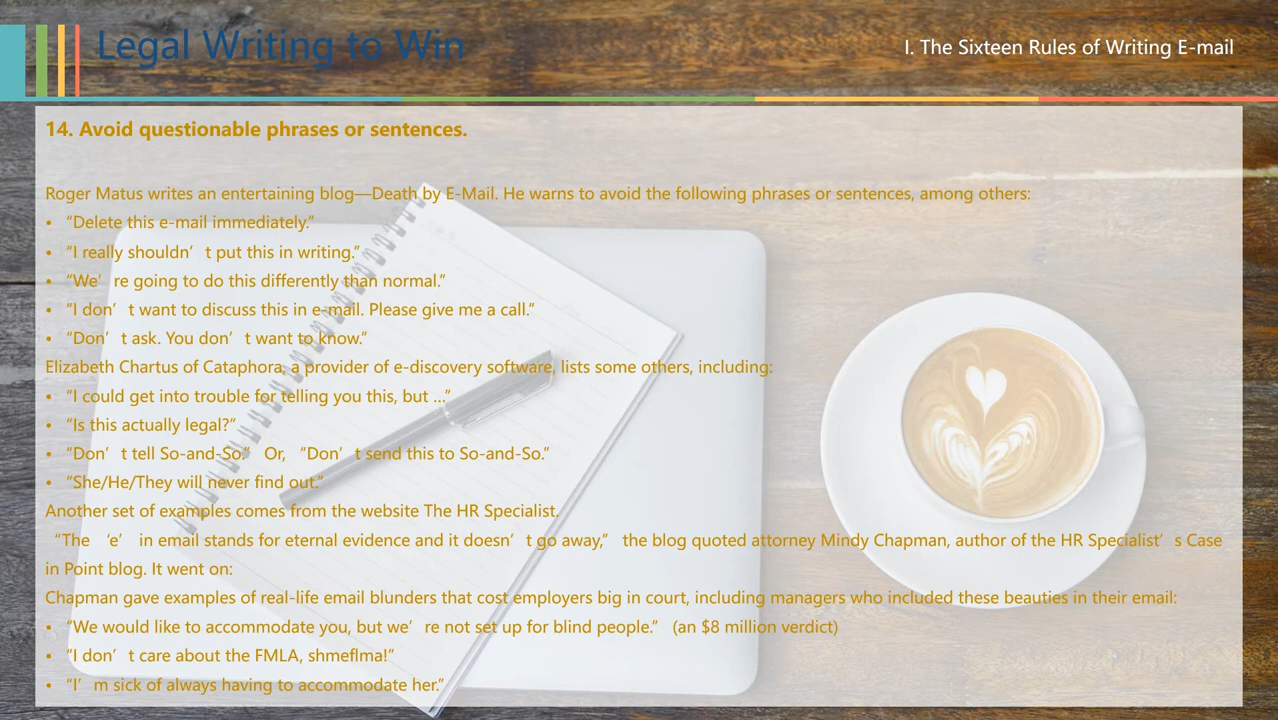 Legal Writing to Win
I. The Sixteen Rules of Writing E-mail
14. Avoid questionable phrases or sentences.
Roger Matus writes an entertaining blog—Death by E-Mail. He warns to avoid the following phrases or sentences, among others:
• “Delete this e-mail immediately.”
• “I really shouldn’t put this in writing.”
• “We’re going to do this differently than normal.”
• “I don’t want to discuss this in e-mail. Please give me a call.”
• “Don’t ask. You don’t want to know.”
Elizabeth Chartus of Cataphora, a provider of e-discovery software, lists some others, including:
• “I could get into trouble for telling you this, but …”
• “Is this actually legal?”
• “Don’t tell So-and-So.” Or, “Don’t send this to So-and-So.”
• “She/He/They will never find out.”
Another set of examples comes from the website The HR Specialist.
“The ‘e’ in email stands for eternal evidence and it doesn’t go away,” the blog quoted attorney Mindy Chapman, author of the HR Specialist’s Case
in Point blog. It went on:
Chapman gave examples of real-life email blunders that cost employers big in court, including managers who included these beauties in their email:
• “We would like to accommodate you, but we’re not set up for blind people.” (an $8 million verdict)
• “I don’t care about the FMLA, shmeflma!”
• “I’m sick of always having to accommodate her.”